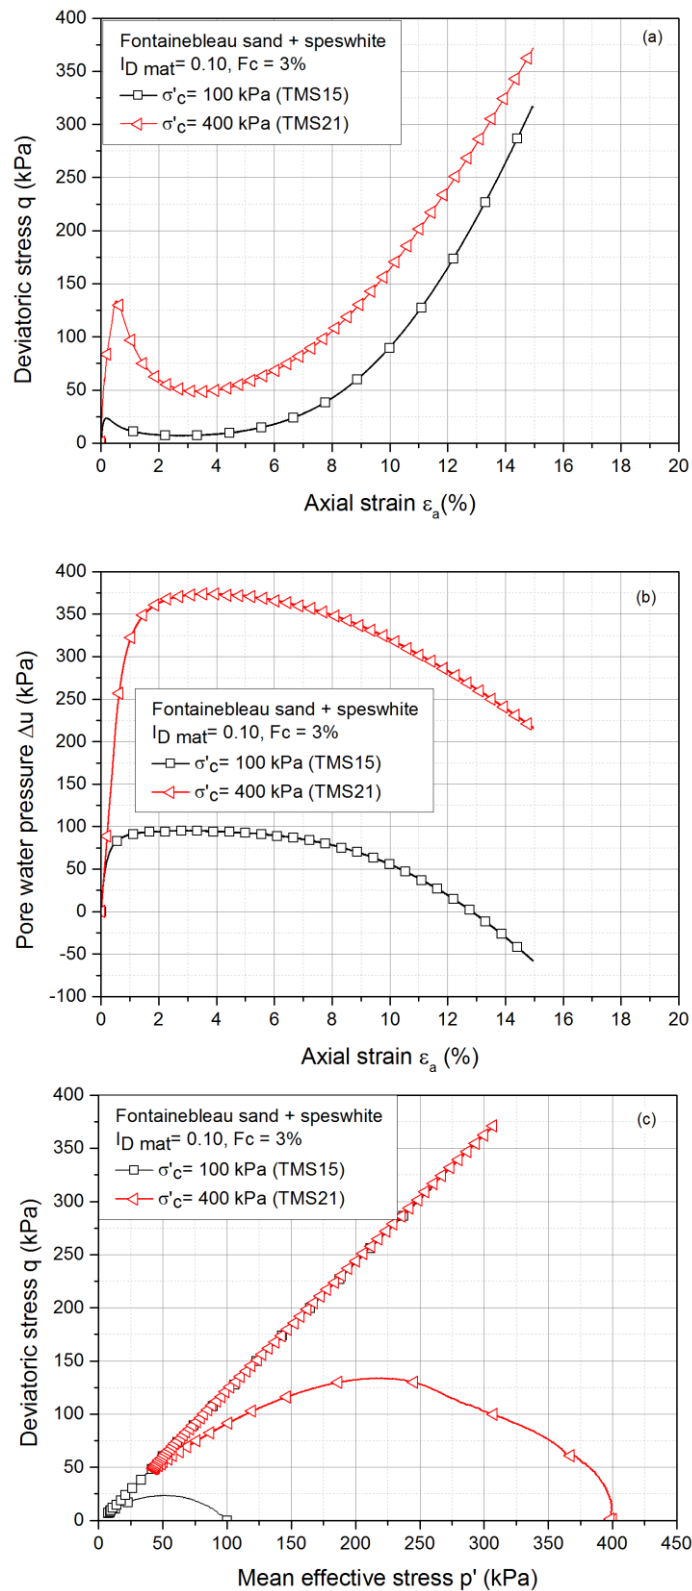 400
350
300
250
200
150
100
50
0
Deviatoric stress q (kPa)
Fontainebleau sand + speswhite
I_D mat = 0.10, Fc = 3%
σ'c= 100 kPa (TMS15)
σ'c= 400 kPa (TMS21)
(a)
0 2 4 6 8 10 12 14 16 18 20
Axial strain ε_a(%)
400
350
300
250
200
150
100
50
0
-50
-100
Pore water pressure Δu (kPa)
(b)
Fontainebleau sand + speswhite
I_D mat = 0.10, Fc = 3%
σ'c= 100 kPa (TMS15)
σ'c= 400 kPa (TMS21)
0 2 4 6 8 10 12 14 16 18 20
Axial strain ε_a (%)
400
350
300
250
200
150
100
50
0
Deviatoric stress q (kPa)
Fontainebleau sand + speswhite
I_D mat = 0.10, Fc = 3%
σ'c= 100 kPa (TMS15)
σ'c= 400 kPa (TMS21)
(c)
0 50 100 150 200 250 300 350 400 450
Mean effective stress p' (kPa)